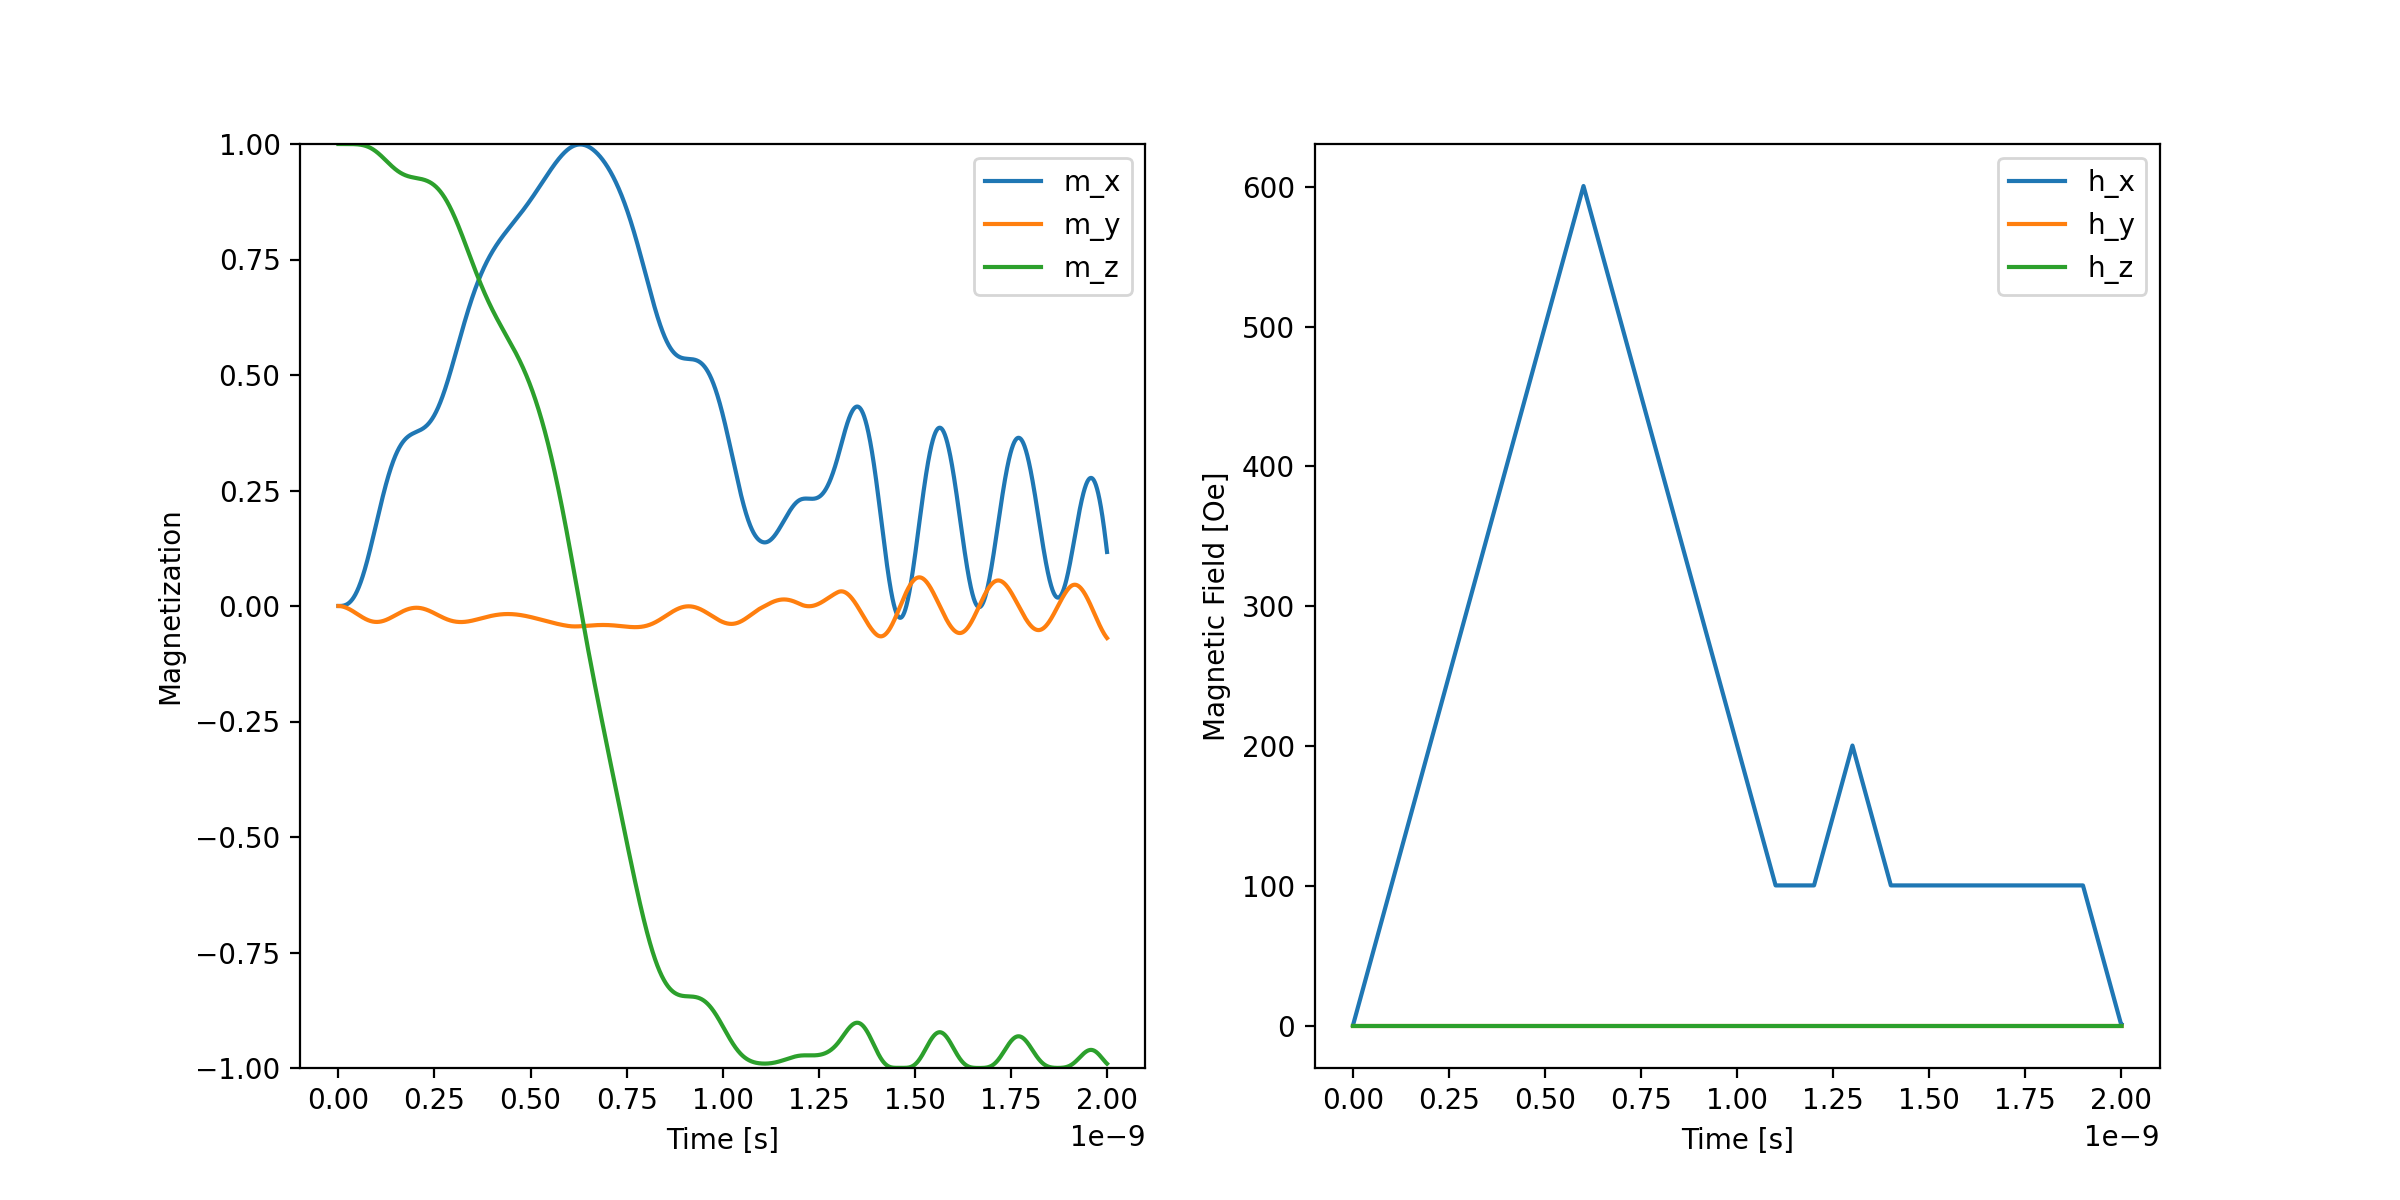 1.00
0.75
0.50
0.25
0.00
−0.25
−0.50
−0.75
−1.00
Magnetization
m_x
m_y
m_z
0.00 0.25 0.50 0.75 1.00 1.25 1.50 1.75 2.00
Time [s]
1e−9
600
500
400
300
200
100
0
Magnetic Field [Oe]
h_x
h_y
h_z
0.00 0.25 0.50 0.75 1.00 1.25 1.50 1.75 2.00
Time [s]
1e−9